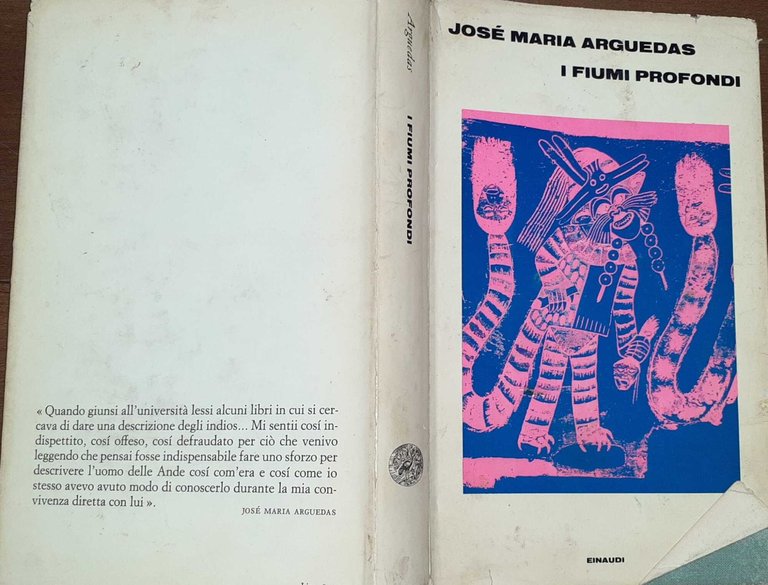 « Quando giunsi all'università lessi alcuni libri in cui si cer-
cava di dare una descrizione degli indios... Mi sentii cosí in-
dispettito, cosí offeso, cosí defraudato per ciò che venivo
leggendo che pensai fosse indispensabile fare uno sforzo per
descrivere l'uomo delle Ande cosí com'era e cosí come io
stesso avevo avuto modo di conoscerlo durante la mia con-
vivenza diretta con lui ».
JOSÉ MARIA ARGUEDAS
Arguedas
I FIUMI PROFONDI
JOSÉ MARIA ARGUEDAS
I FIUMI PROFONDI
EINAUDI